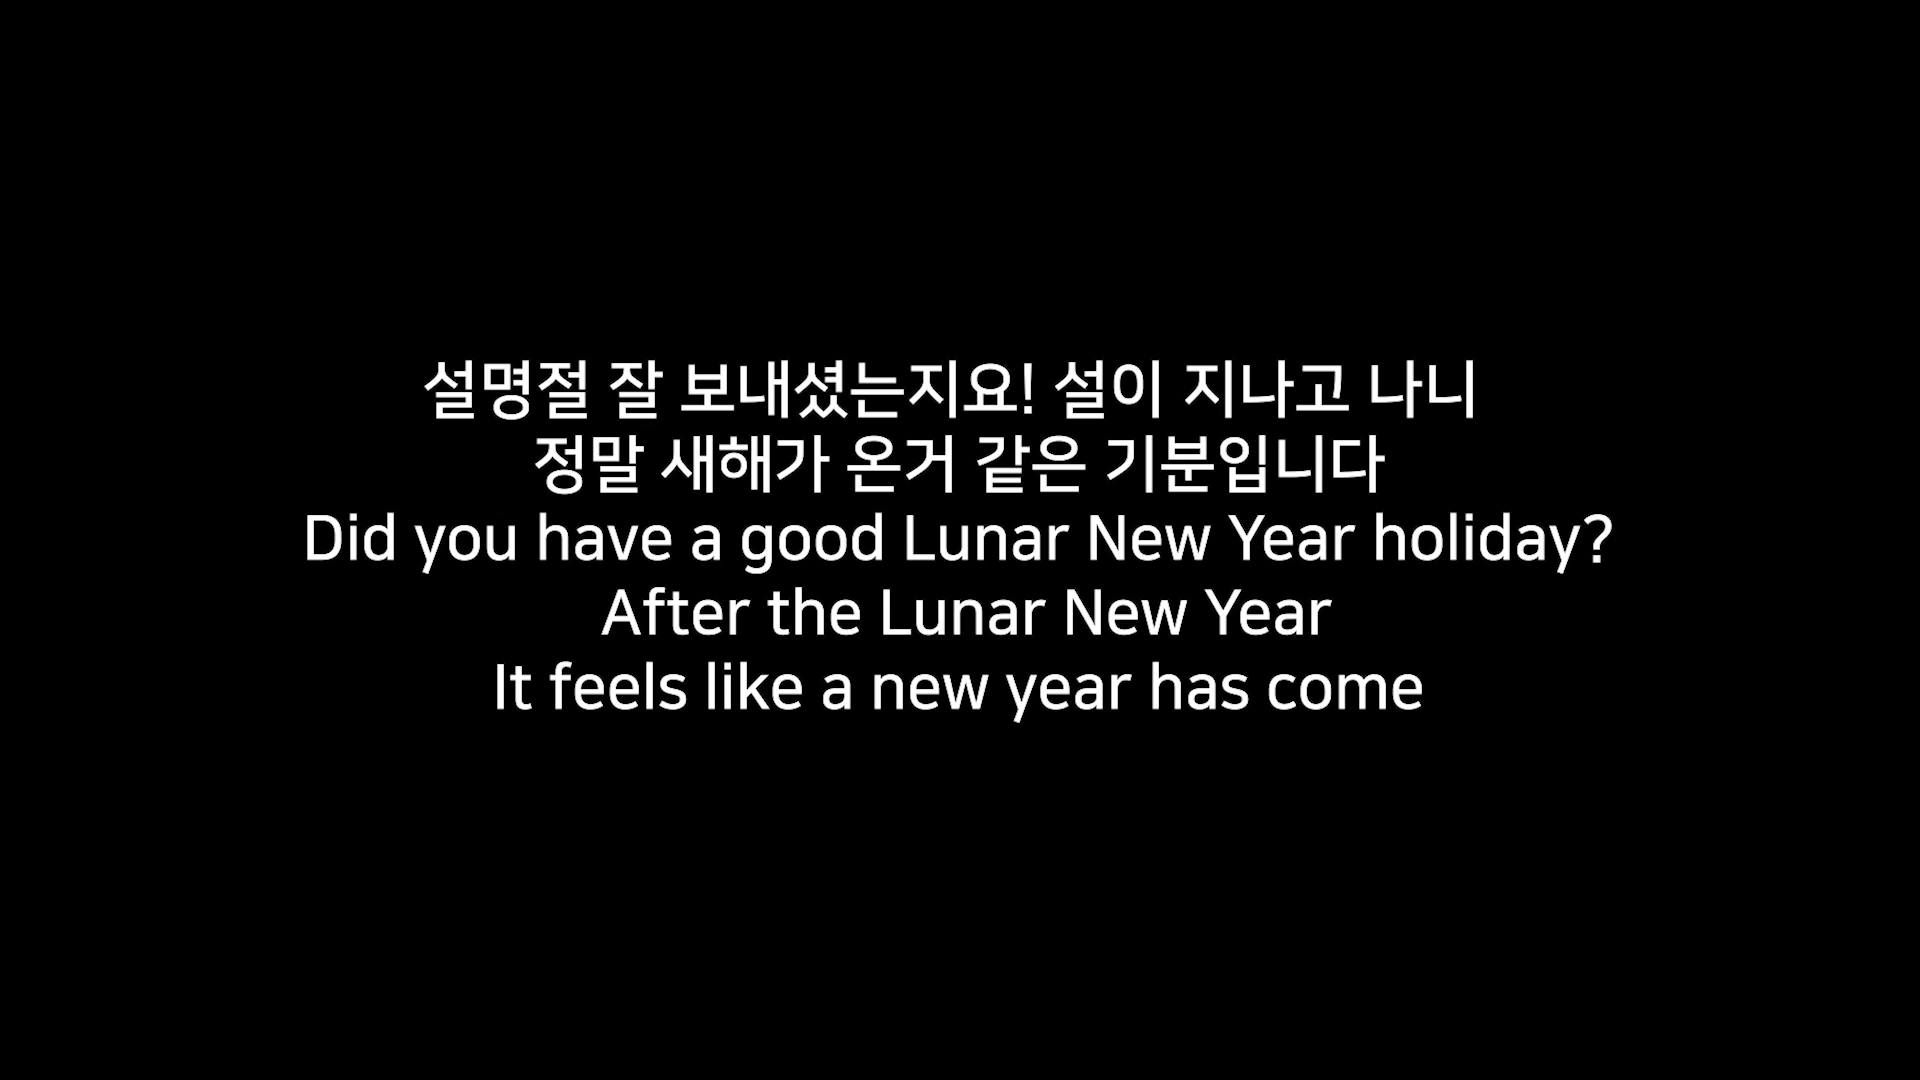 설명절 잘 보내셨는지요! 설이 지나고 나니
정말 새해가 온거 같은 기분입니다
Did you have a good Lunar New Year holiday?
After the Lunar New Year
It feels like a new year has come